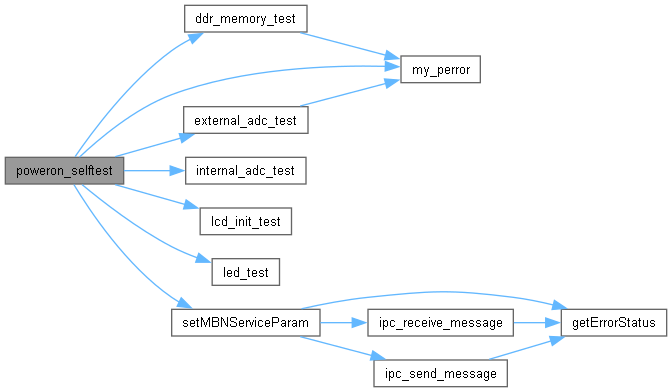 ddr_memory_test
my_perror
external_adc_test
poweron_selftest
internal_adc_test
lcd_init_test
led_test
setMBNServiceParam
ipc_receive_message
getErrorStatus
ipc_send_message